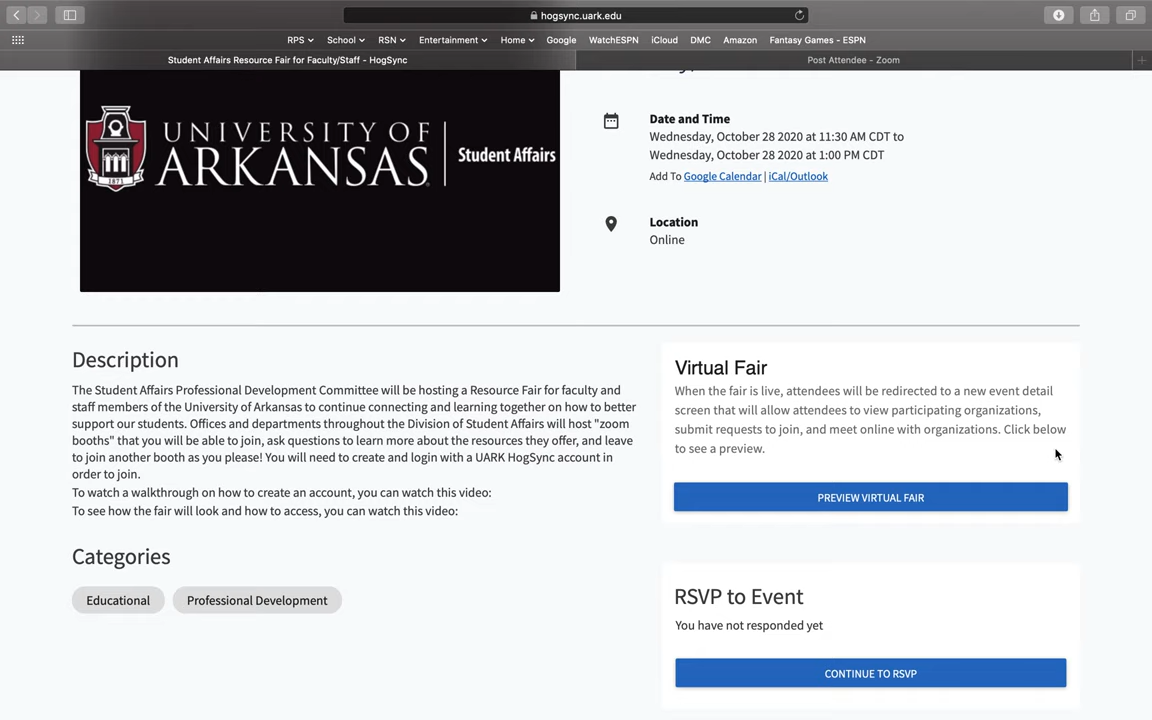 hogsync.uark.edu
RPS School RSN Entertainment Home Google WatchESPN iCloud DMC Amazon Fantasy Games - ESPN
Student Affairs Resource Fair for Faculty/Staff - HogSync
Post Attendee - Zoom
UNIVERSITY OF
ARKANSAS
Student Affairs
1871
Date and Time
Wednesday, October 28 2020 at 11:30 AM CDT to
Wednesday, October 28 2020 at 1:00 PM CDT
Add To Google Calendar | iCal/Outlook
Location
Online
Description
The Student Affairs Professional Development Committee will be hosting a Resource Fair for faculty and
staff members of the University of Arkansas to continue connecting and learning together on how to better
support our students. Offices and departments throughout the Division of Student Affairs will host "zoom
booths" that you will be able to join, ask questions to learn more about the resources they offer, and leave
to join another booth as you please! You will need to create and login with a UARK HogSync account in
order to join.
To watch a walkthrough on how to create an account, you can watch this video:
To see how the fair will look and how to access, you can watch this video:
Categories
Educational
Professional Development
Virtual Fair
When the fair is live, attendees will be redirected to a new event detail
screen that will allow attendees to view participating organizations,
submit requests to join, and meet online with organizations. Click below
to see a preview.
PREVIEW VIRTUAL FAIR
RSVP to Event
You have not responded yet
CONTINUE TO RSVP